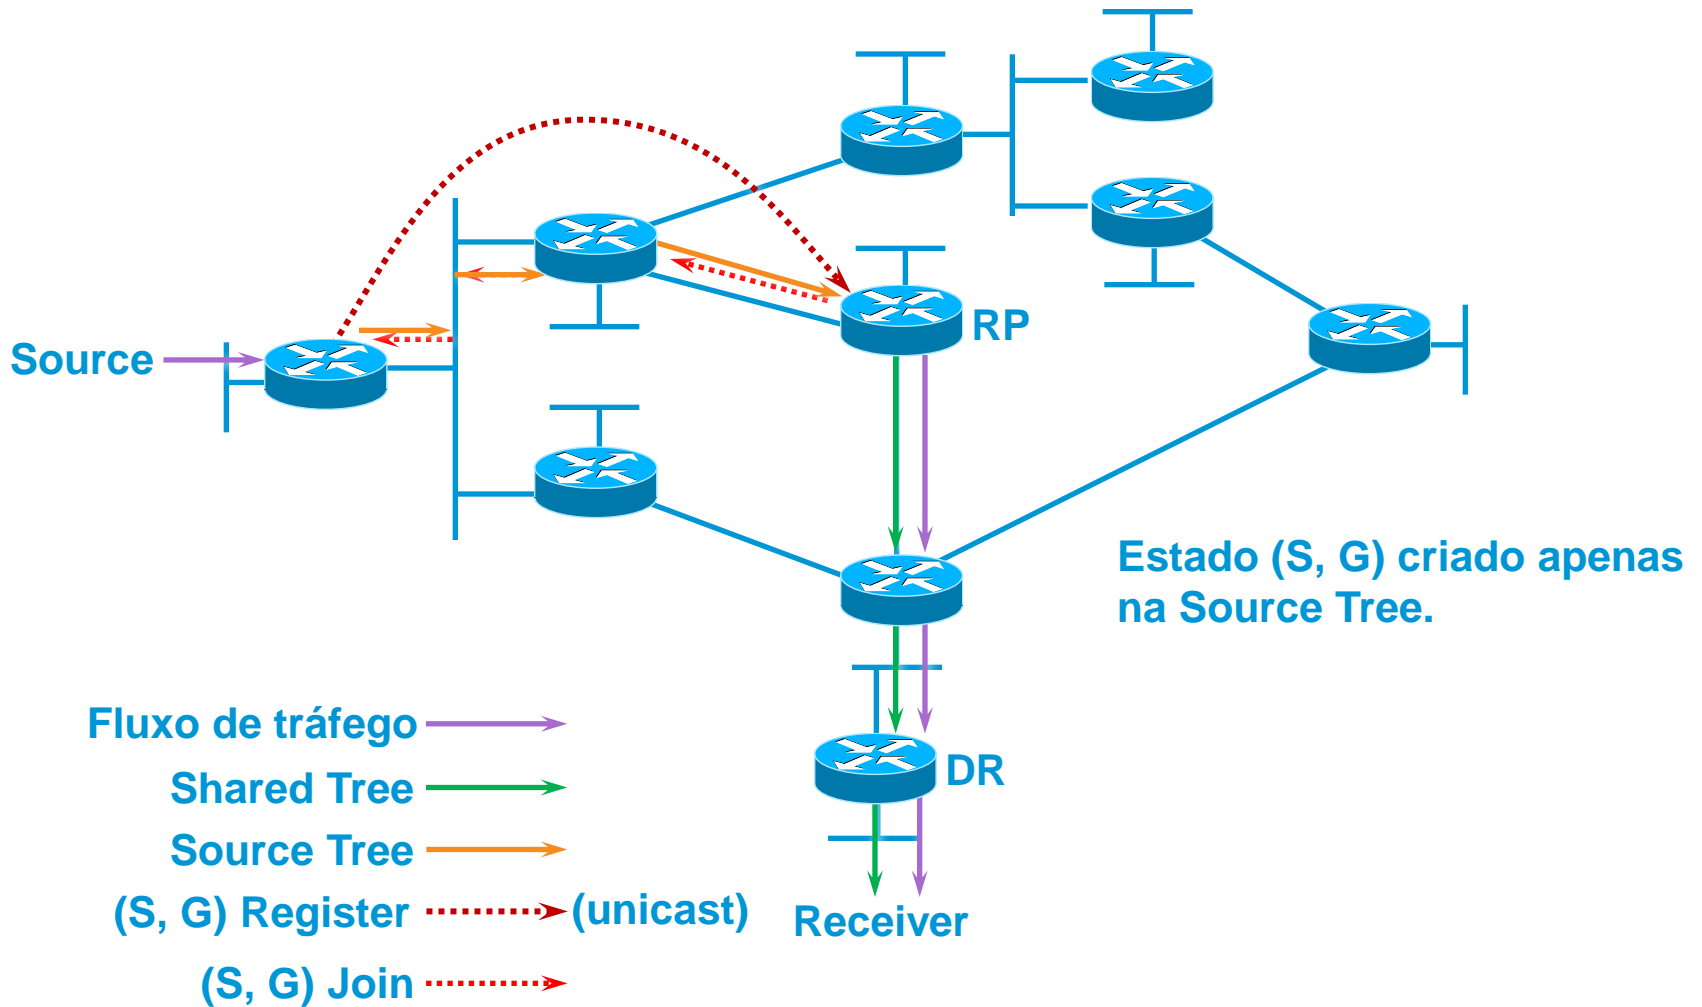 RP
Source
Estado (S, G) criado apenas
na Source Tree.
Fluxo de tráfego
DR
Shared Tree
Source Tree
(S, G) Register
(unicast)
Receiver
(S, G) Join